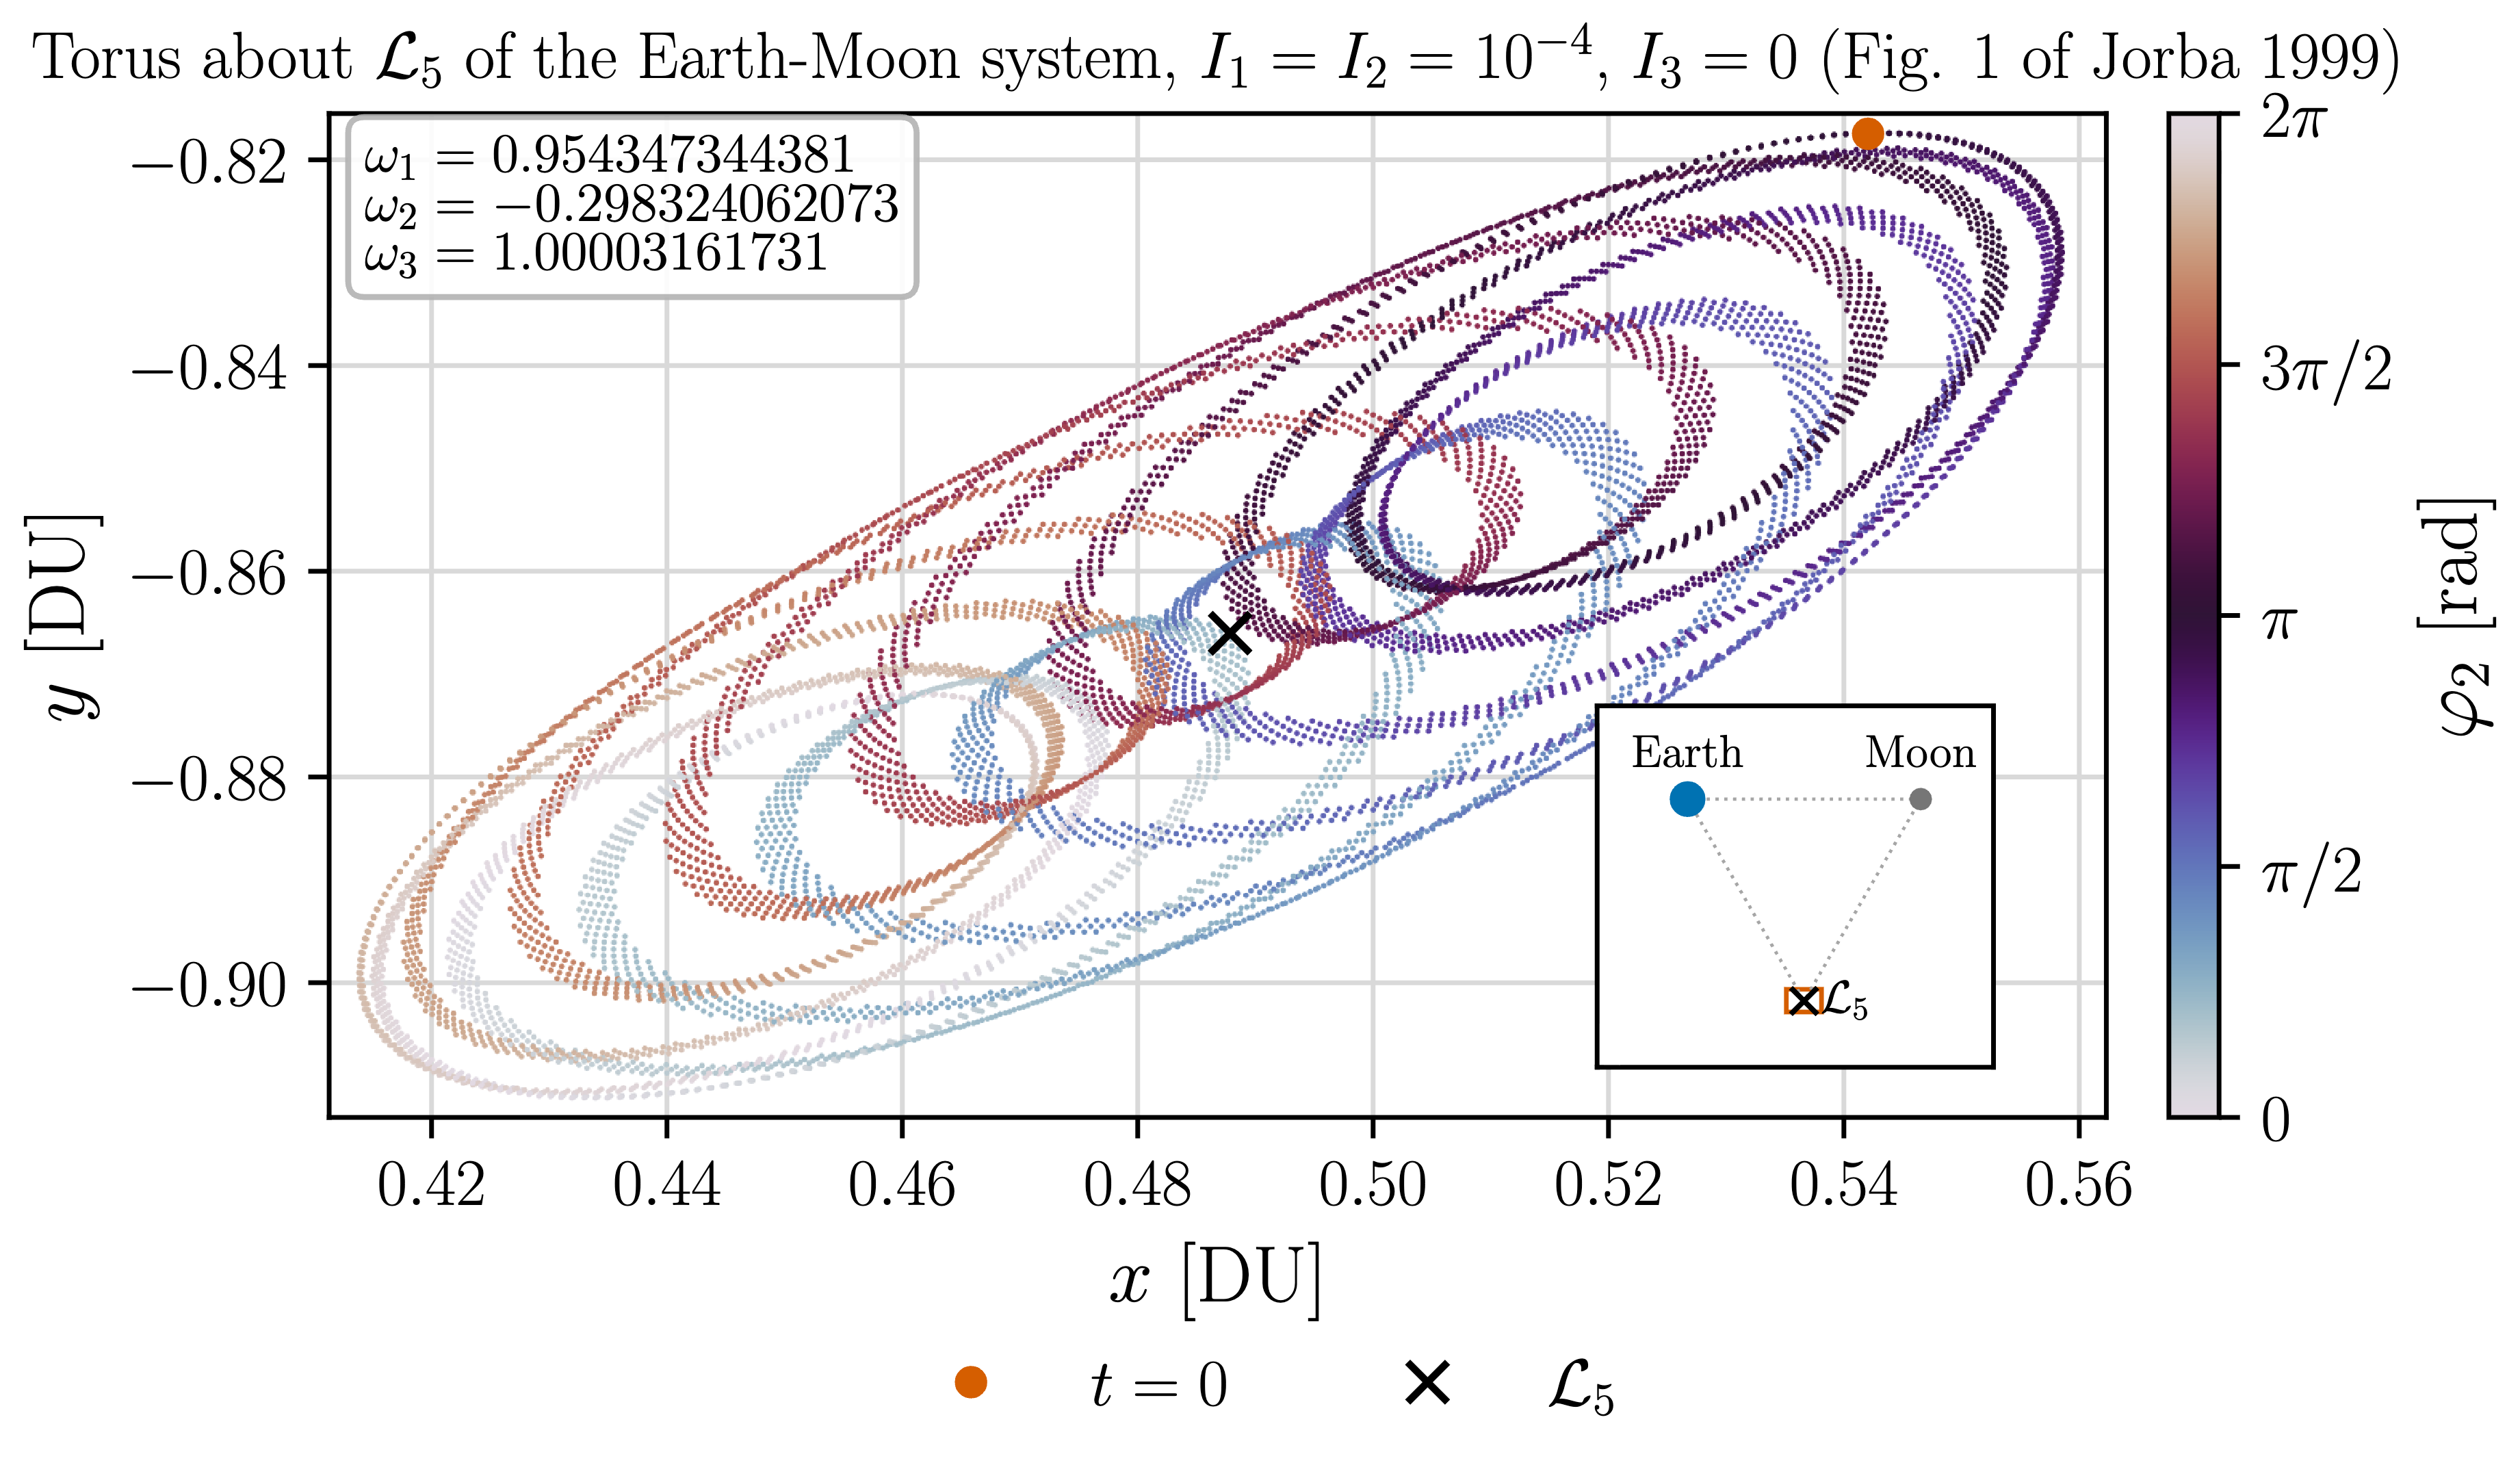 Torus about 𝓛₅ of the Earth-Moon system, I₁ = I₂ = 10⁻⁴, I₃ = 0 (Fig. 1 of Jorba 1999)
ω₁ = 0.954347344381
ω₂ = −0.298324062073
ω₃ = 1.00003161731
−0.82
−0.84
−0.86
−0.88
−0.90
y [DU]
0.42 0.44 0.46 0.48 0.50 0.52 0.54 0.56
x [DU]
Earth Moon
𝓛₅
2π
3π/2
π
π/2
0
φ₂ [rad]
t = 0 𝓛₅